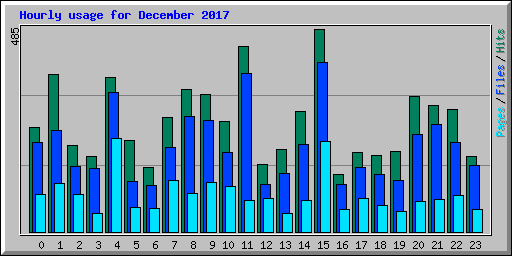 Hourly usage for December 2017
485
Pages / Files / Hits
0 1 2 3 4 5 6 7 8 9 10 11 12 13 14 15 16 17 18 19 20 21 22 23